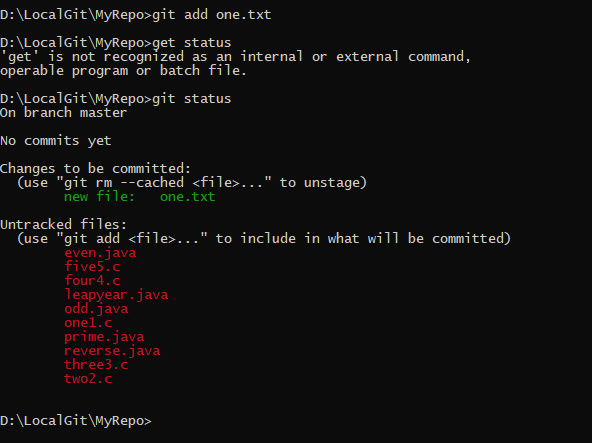 D:\LocalGit\MyRepo>git add one.txt
D:\LocalGit\MyRepo>get status
'get' is not recognized as an internal or external command,
operable program or batch file.
D:\LocalGit\MyRepo>git status
On branch master
No commits yet
Changes to be committed:
  (use "git rm --cached <file>..." to unstage)
        new file:   one.txt
Untracked files:
  (use "git add <file>..." to include in what will be committed)
        even.java
        five5.c
        four4.c
        leapyear.java
        odd.java
        one1.c
        prime.java
        reverse.java
        three3.c
        two2.c
D:\LocalGit\MyRepo>